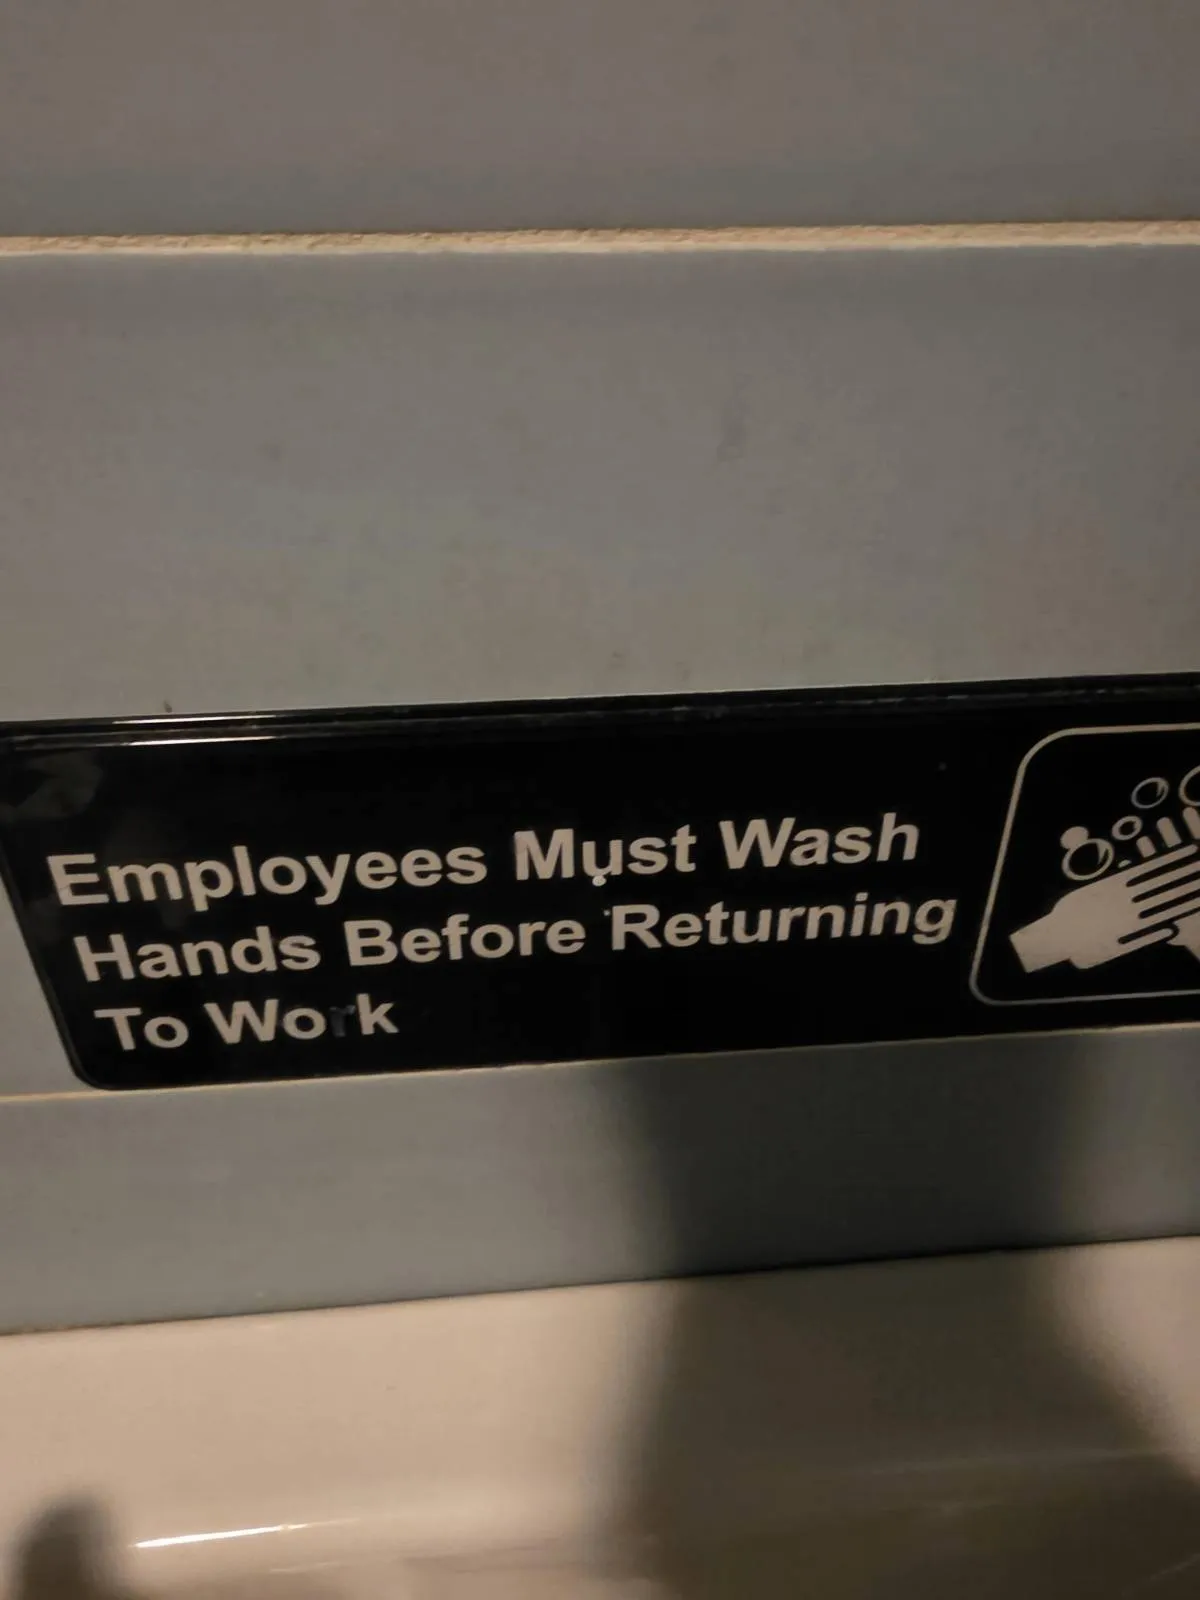 Employees Must Wash
Hands Before Returning
To Work